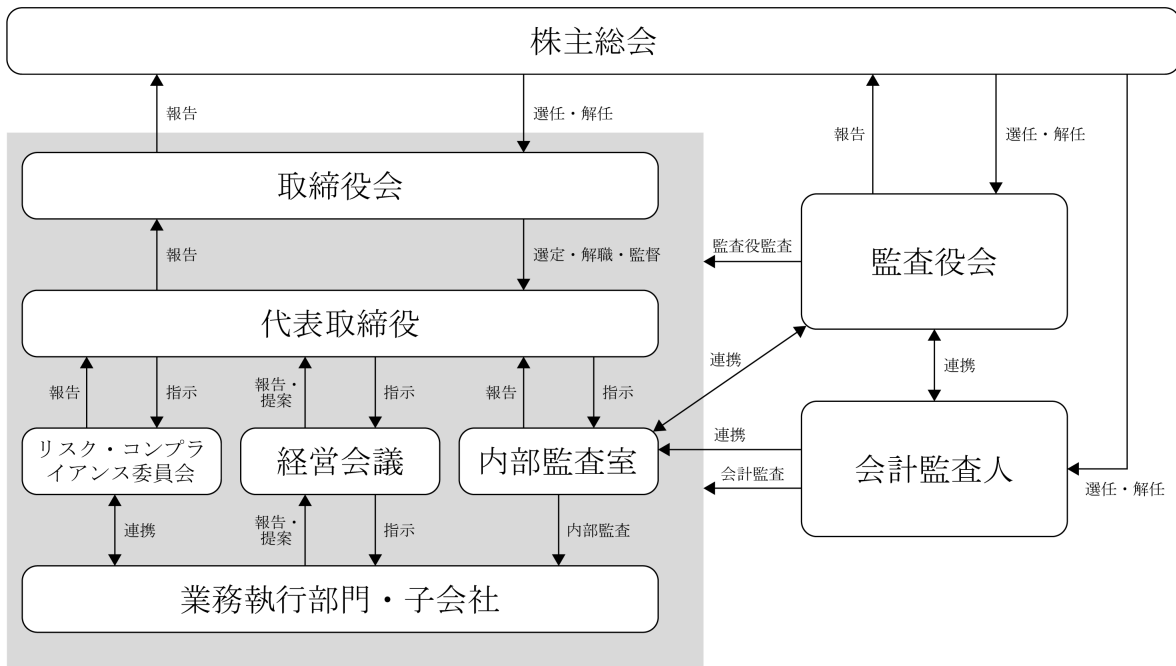 株主総会
報告
選任・解任
報告
選任・解任
取締役会
報告
選定・解職・監督
監査役監査
監査役会
代表取締役
報告
指示
報告・
提案
指示
報告
指示
連携
連携
リスク・コンプラ
イアンス委員会
経営会議
内部監査室
連携
会計監査
会計監査人
選任・解任
連携
報告・
提案
指示
内部監査
業務執行部門・子会社